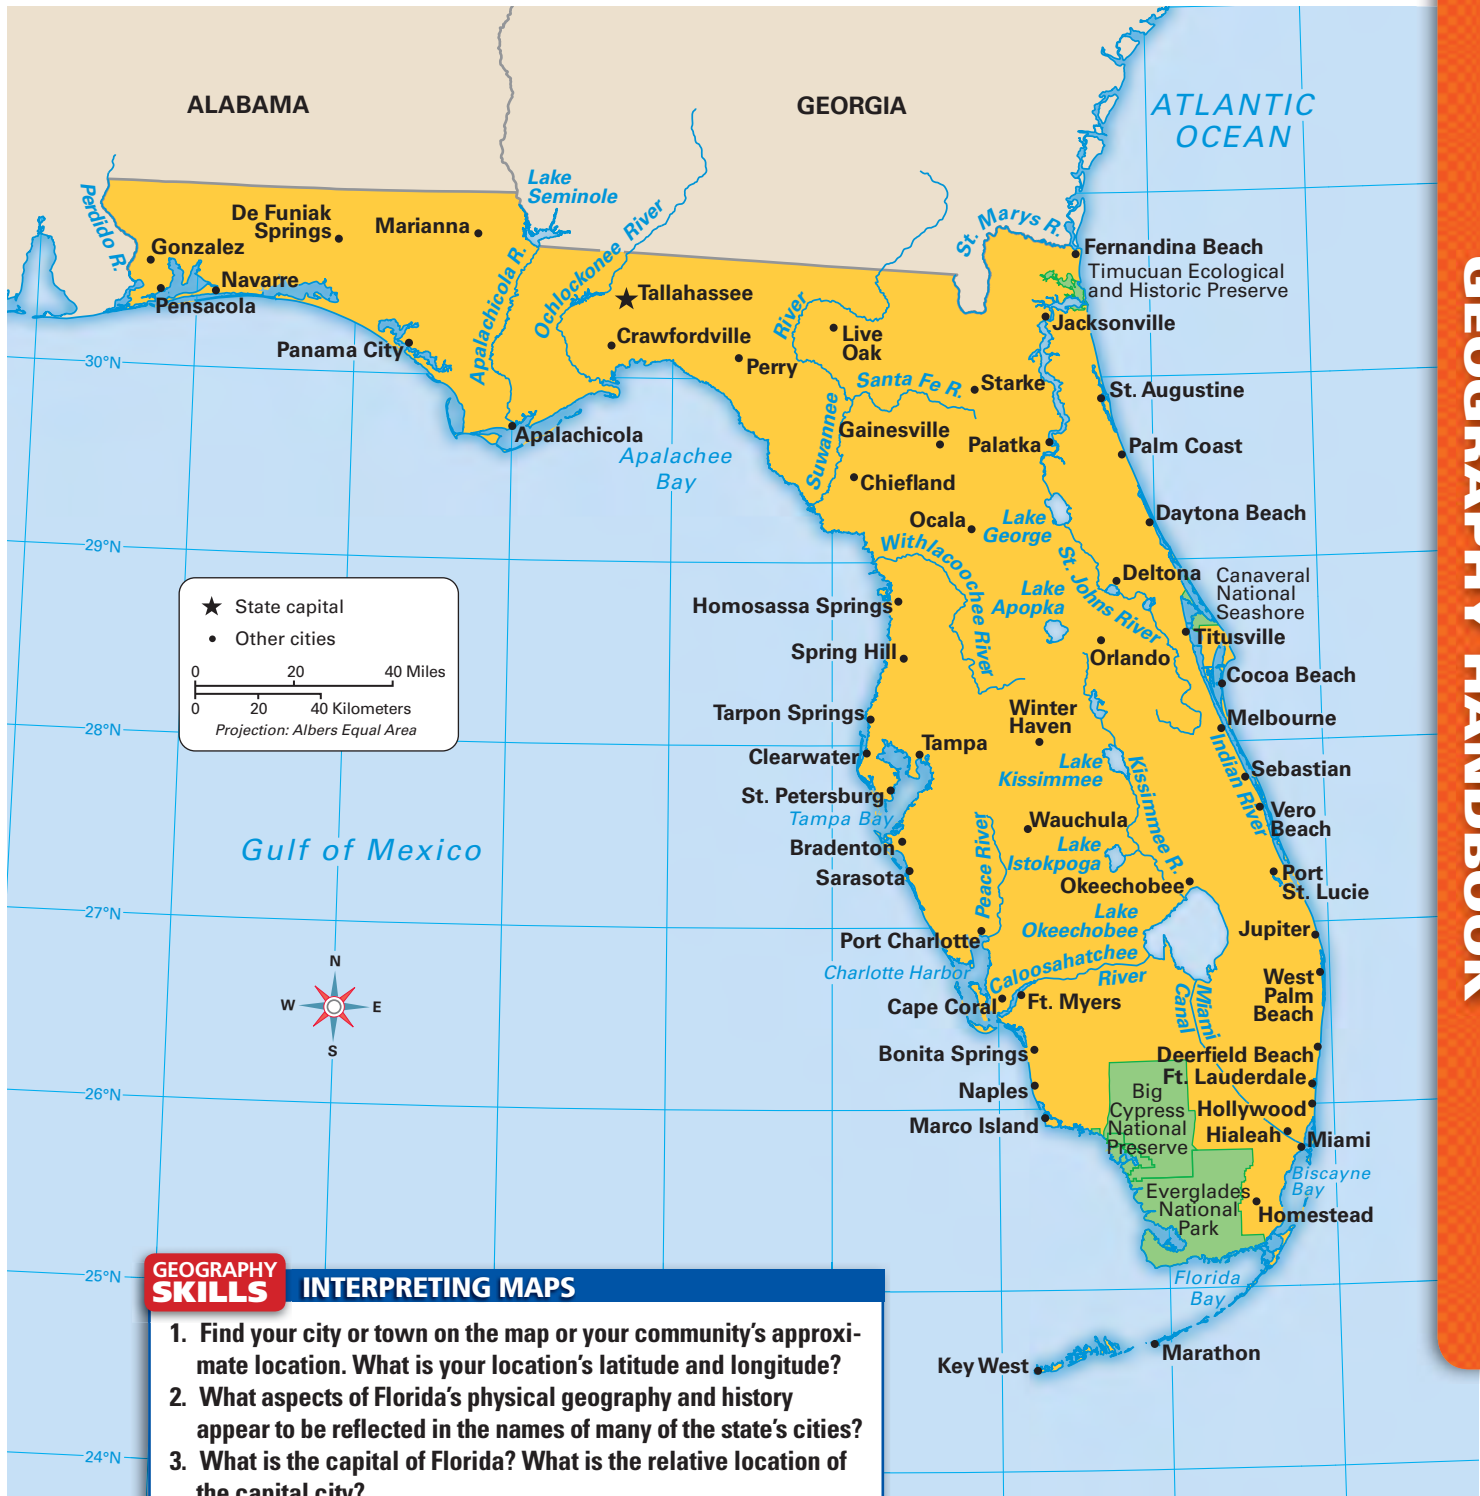 ALABAMA
GEORGIA
ATLANTIC
OCEAN
Lake
Seminole
Perdido R.
De Funiak
Springs
Marianna
Gonzalez
Navarre
Pensacola
Panama City
Apalachicola R.
Ochlockonee River
St. Marys R.
Fernandina Beach
Timucuan Ecological
and Historic Preserve
Tallahassee
Crawfordville
Perry
River
Suwannee
Live
Oak
Jacksonville
Santa Fe R.
Starke
St. Augustine
30°N
Apalachicola
Apalachee
Bay
Gainesville
Palatka
Palm Coast
Chiefland
Ocala
Lake
George
Daytona Beach
29°N
Withlacoochee River
St. Johns River
Deltona
Canaveral
National
Seashore
Lake
Apopka
Homosassa Springs
Titusville
Spring Hill
Orlando
Cocoa Beach
State capital
Other cities
0 20 40 Miles
0 20 40 Kilometers
Projection: Albers Equal Area
28°N
Tarpon Springs
Winter
Haven
Melbourne
Clearwater
Tampa
Lake
Kissimmee
Kissimmee R.
Indian River
Sebastian
St. Petersburg
Tampa Bay
Wauchula
Vero
Beach
Gulf of Mexico
Bradenton
Lake
Istokpoga
Sarasota
Peace River
Okeechobee
Port
St. Lucie
27°N
Lake
Okeechobee
Jupiter
Port Charlotte
Charlotte Harbor
Caloosahatchee
River
West
Palm
Beach
Cape Coral
Ft. Myers
Miami
Canal
N
W
E
S
Bonita Springs
Deerfield Beach
Ft. Lauderdale
Naples
Big
Cypress
National
Preserve
Hollywood
26°N
Marco Island
Hialeah
Miami
Biscayne
Bay
Everglades
National
Park
Homestead
25°N
Florida
Bay
Key West
Marathon
24°N
GEOGRAPHY
SKILLS
INTERPRETING MAPS
1. Find your city or town on the map or your community's approxi-
mate location. What is your location's latitude and longitude?
2. What aspects of Florida's physical geography and history
appear to be reflected in the names of many of the state's cities?
3. What is the capital of Florida? What is the relative location of
the capital city?
GEOGRAPHY HANDBOOK